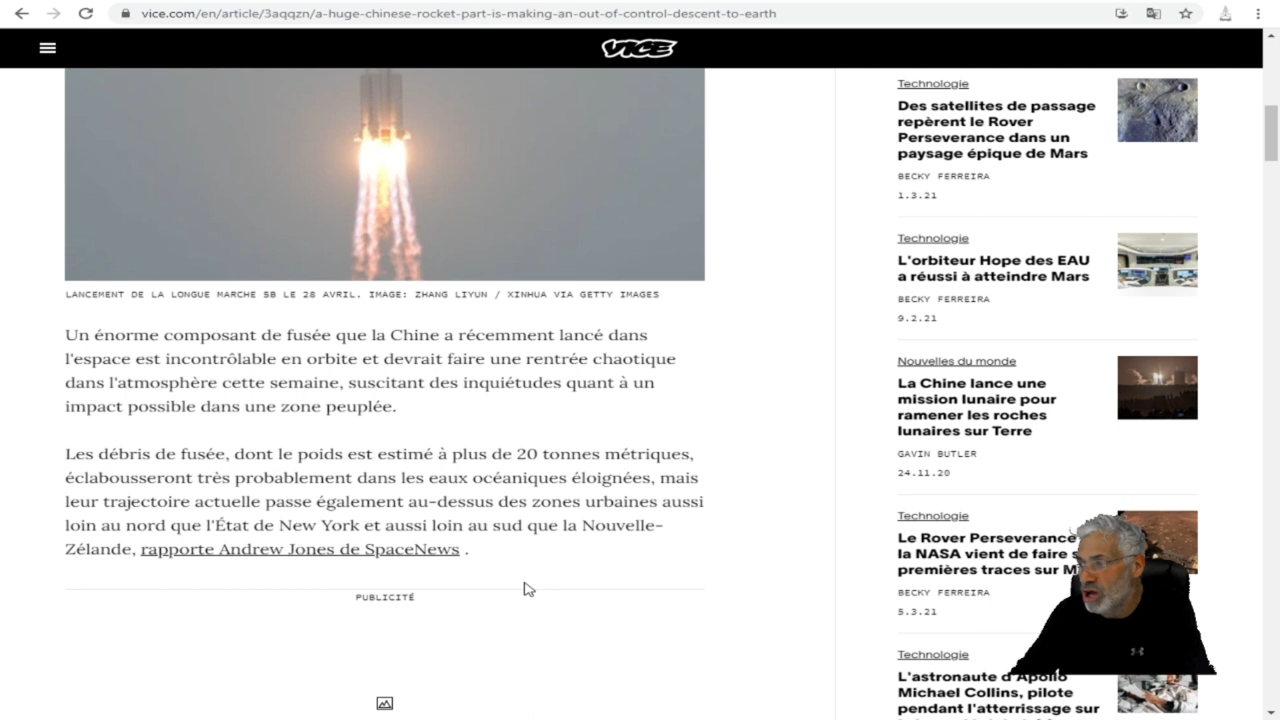 vice.com/en/article/3aqqzn/a-huge-chinese-rocket-part-is-making-an-out-of-control-descent-to-earth
VICE
LANCEMENT DE LA LONGUE MARCHE 5B LE 28 AVRIL. IMAGE: ZHANG LIYUN / XINHUA VIA GETTY IMAGES
Un énorme composant de fusée que la Chine a récemment lancé dans
l'espace est incontrôlable en orbite et devrait faire une rentrée chaotique
dans l'atmosphère cette semaine, suscitant des inquiétudes quant à un
impact possible dans une zone peuplée.
Les débris de fusée, dont le poids est estimé à plus de 20 tonnes métriques,
éclabousseront très probablement dans les eaux océaniques éloignées, mais
leur trajectoire actuelle passe également au-dessus des zones urbaines aussi
loin au nord que l'État de New York et aussi loin au sud que la Nouvelle-
Zélande, rapporte Andrew Jones de SpaceNews .
PUBLICITÉ
Technologie
Des satellites de passage
repèrent le Rover
Perseverance dans un
paysage épique de Mars
BECKY FERREIRA
1.3.21
Technologie
L'orbiteur Hope des EAU
a réussi à atteindre Mars
BECKY FERREIRA
9.2.21
Nouvelles du monde
La Chine lance une
mission lunaire pour
ramener les roches
lunaires sur Terre
GAVIN BUTLER
24.11.20
Technologie
Le Rover Perseverance
la NASA vient de faire s
premières traces sur M
BECKY FERREIRA
5.3.21
Technologie
L'astronaute d'Apollo
Michael Collins, pilote
pendant l'atterrissage sur